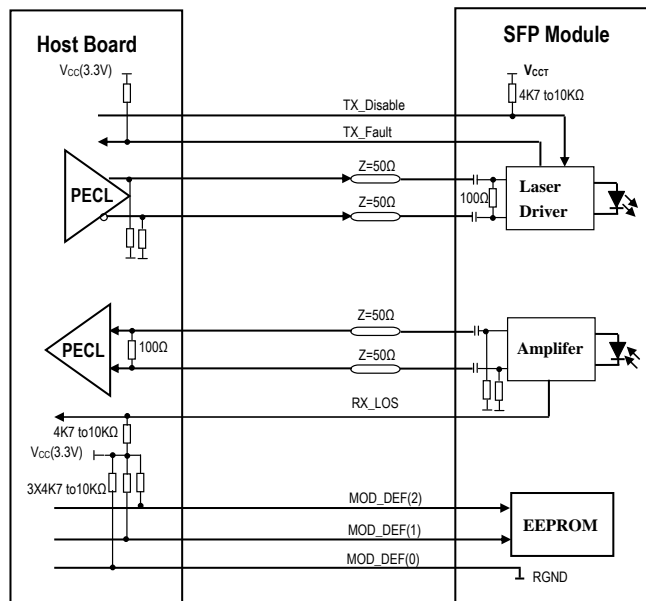 Host Board
SFP Module
VCC(3.3V)
VCCT
4K7 to10KΩ
TX_Disable
TX_Fault
Z=50Ω
PECL
100Ω
Laser
Driver
Z=50Ω
Z=50Ω
PECL
100Ω
Amplifer
Z=50Ω
RX_LOS
4K7 to10KΩ
VCC(3.3V)
3X4K7 to10KΩ
MOD_DEF(2)
EEPROM
MOD_DEF(1)
MOD_DEF(0)
RGND